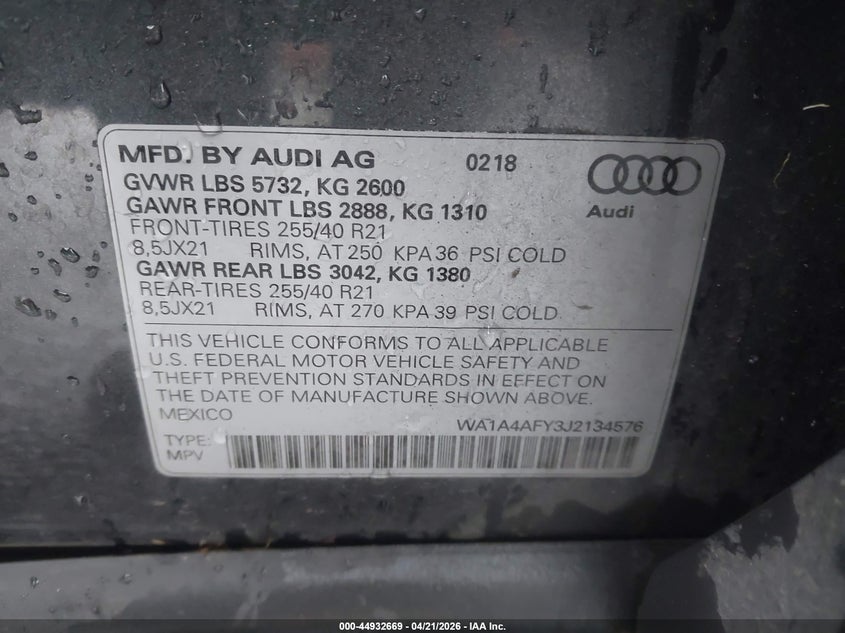 MFD. BY AUDI AG 0218
GVWR LBS 5732, KG 2600
GAWR FRONT LBS 2888, KG 1310
FRONT-TIRES 255/40 R21
8,5JX21 RIMS, AT 250 KPA 36 PSI COLD
GAWR REAR LBS 3042, KG 1380
REAR-TIRES 255/40 R21
8,5JX21 RIMS, AT 270 KPA 39 PSI COLD
Audi
THIS VEHICLE CONFORMS TO ALL APPLICABLE
U.S. FEDERAL MOTOR VEHICLE SAFETY AND
THEFT PREVENTION STANDARDS IN EFFECT ON
THE DATE OF MANUFACTURE SHOWN ABOVE.
MEXICO
WA1A4AFY3J2134576
TYPE:
MPV
000-44932669 - 04/21/2026 - IAA Inc.